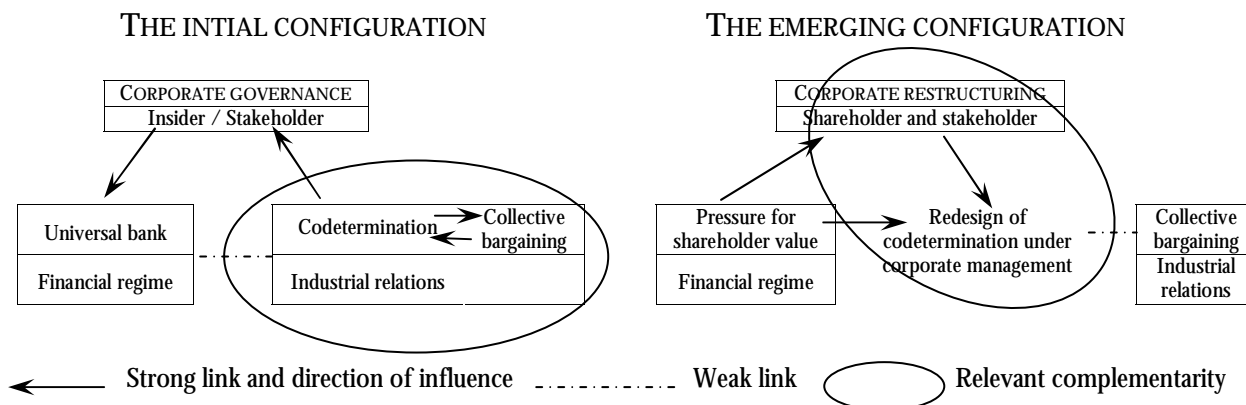 THE INTIAL CONFIGURATION
CORPORATE GOVERNANCE
Insider / Stakeholder
Universal bank
Financial regime
Codetermination
Collective
bargaining
Industrial relations
THE EMERGING CONFIGURATION
CORPORATE RESTRUCTURING
Shareholder and stakeholder
Pressure for
shareholder value
Financial regime
Redesign of
codetermination under
corporate management
Collective
bargaining
Industrial
relations
Strong link and direction of influence
Weak link
Relevant complementarity